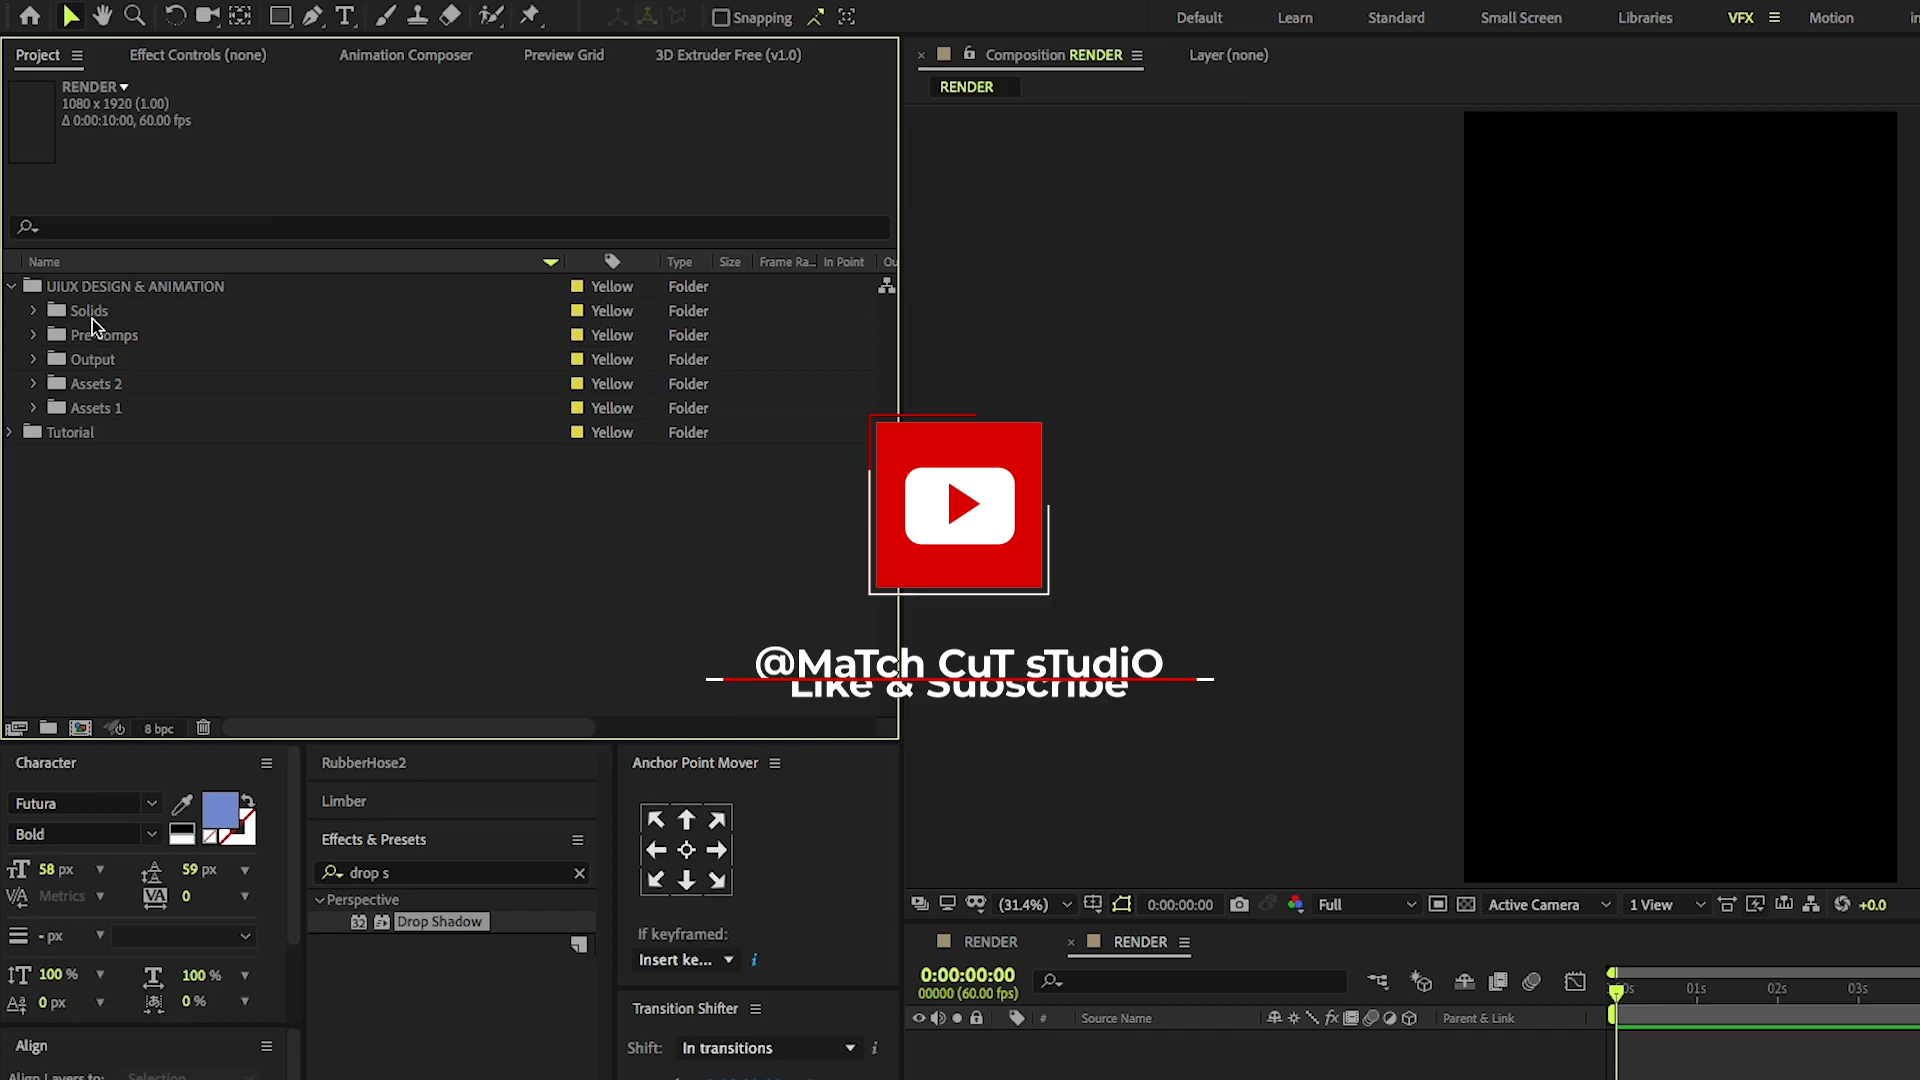 Snapping
Default
Learn
Standard
Small Screen
Libraries
VFX
Motion
Project
Effect Controls (none)
Animation Composer
Preview Grid
3D Extruder Free (v1.0)
Composition RENDER
Layer (none)
RENDER
1080 x 1920 (1.00)
Δ 0:00:10:00, 60.00 fps
RENDER
Name
Type
Size
Frame Ra...
In Point
UIUX DESIGN & ANIMATION Yellow Folder
Solids Yellow Folder
Yellow Folder
Output Yellow Folder
Assets 2 Yellow Folder
Assets 1 Yellow Folder
Tutorial Yellow Folder
@MaTch CuT sTudiO
Like & Subscribe
8 bpc
Character
Futura
Bold
58 px
59 px
Metrics
0
- px
100 %
100 %
0 px
0 %
Align
Align Layers to:
Selection
RubberHose2
Limber
Effects & Presets
drop s
Perspective
32
Drop Shadow
Anchor Point Mover
If keyframed:
Insert ke...
Transition Shifter
Shift: In transitions
(31.4%)
0:00:00:00
Full
Active Camera
1 View
+0.0
RENDER
RENDER
0:00:00:00
00000 (60.00 fps)
01s
02s
03s
#
Source Name
Parent & Link